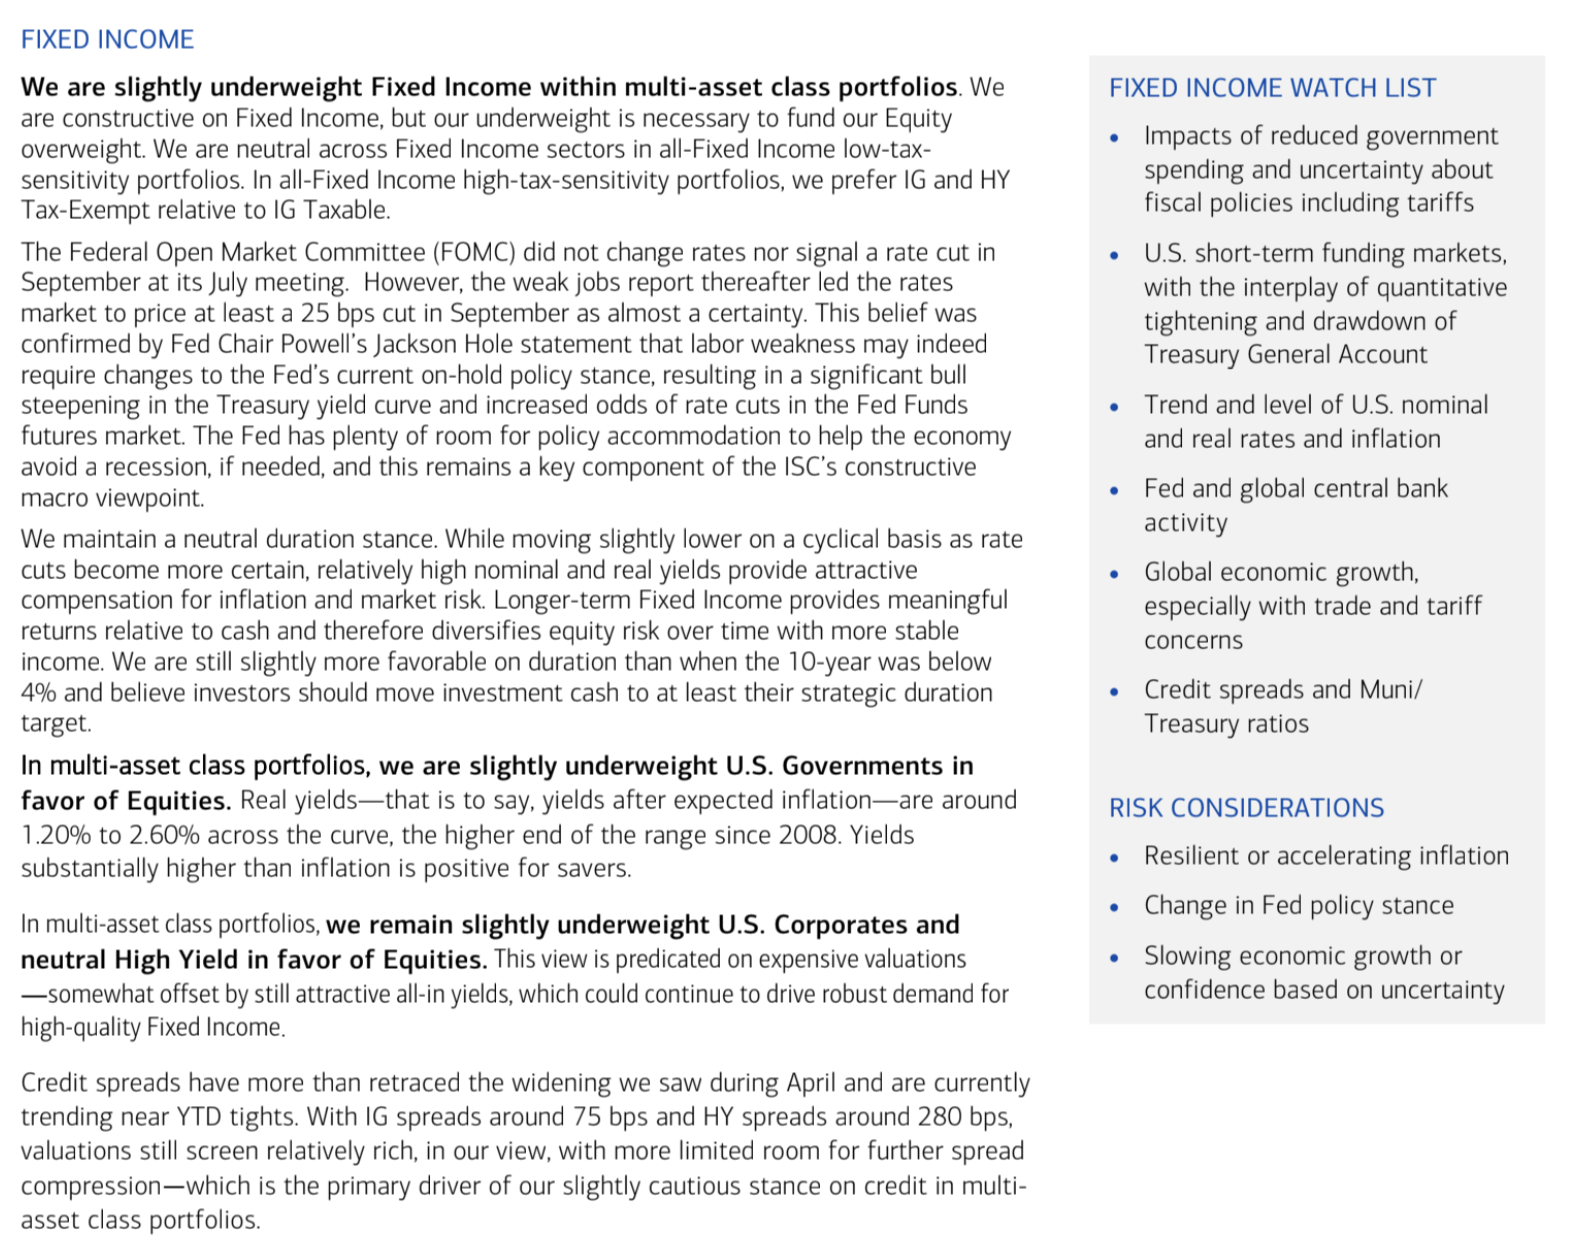 FIXED INCOME
We are slightly underweight Fixed Income within multi-asset class portfolios. We
are constructive on Fixed Income, but our underweight is necessary to fund our Equity
overweight. We are neutral across Fixed Income sectors in all-Fixed Income low-tax-
sensitivity portfolios. In all-Fixed Income high-tax-sensitivity portfolios, we prefer IG and HY
Tax-Exempt relative to IG Taxable.
The Federal Open Market Committee (FOMC) did not change rates nor signal a rate cut in
September at its July meeting.  However, the weak jobs report thereafter led the rates
market to price at least a 25 bps cut in September as almost a certainty. This belief was
confirmed by Fed Chair Powell's Jackson Hole statement that labor weakness may indeed
require changes to the Fed's current on-hold policy stance, resulting in a significant bull
steepening in the Treasury yield curve and increased odds of rate cuts in the Fed Funds
futures market. The Fed has plenty of room for policy accommodation to help the economy
avoid a recession, if needed, and this remains a key component of the ISC's constructive
macro viewpoint.
We maintain a neutral duration stance. While moving slightly lower on a cyclical basis as rate
cuts become more certain, relatively high nominal and real yields provide attractive
compensation for inflation and market risk. Longer-term Fixed Income provides meaningful
returns relative to cash and therefore diversifies equity risk over time with more stable
income. We are still slightly more favorable on duration than when the 10-year was below
4% and believe investors should move investment cash to at least their strategic duration
target.
In multi-asset class portfolios, we are slightly underweight U.S. Governments in
favor of Equities. Real yields—that is to say, yields after expected inflation—are around
1.20% to 2.60% across the curve, the higher end of the range since 2008. Yields
substantially higher than inflation is positive for savers.
In multi-asset class portfolios, we remain slightly underweight U.S. Corporates and
neutral High Yield in favor of Equities. This view is predicated on expensive valuations
—somewhat offset by still attractive all-in yields, which could continue to drive robust demand for
high-quality Fixed Income.
Credit spreads have more than retraced the widening we saw during April and are currently
trending near YTD tights. With IG spreads around 75 bps and HY spreads around 280 bps,
valuations still screen relatively rich, in our view, with more limited room for further spread
compression—which is the primary driver of our slightly cautious stance on credit in multi-
asset class portfolios.
FIXED INCOME WATCH LIST
• Impacts of reduced government
spending and uncertainty about
fiscal policies including tariffs
• U.S. short-term funding markets,
with the interplay of quantitative
tightening and drawdown of
Treasury General Account
• Trend and level of U.S. nominal
and real rates and inflation
• Fed and global central bank
activity
• Global economic growth,
especially with trade and tariff
concerns
• Credit spreads and Muni/
Treasury ratios
RISK CONSIDERATIONS
• Resilient or accelerating inflation
• Change in Fed policy stance
• Slowing economic growth or
confidence based on uncertainty